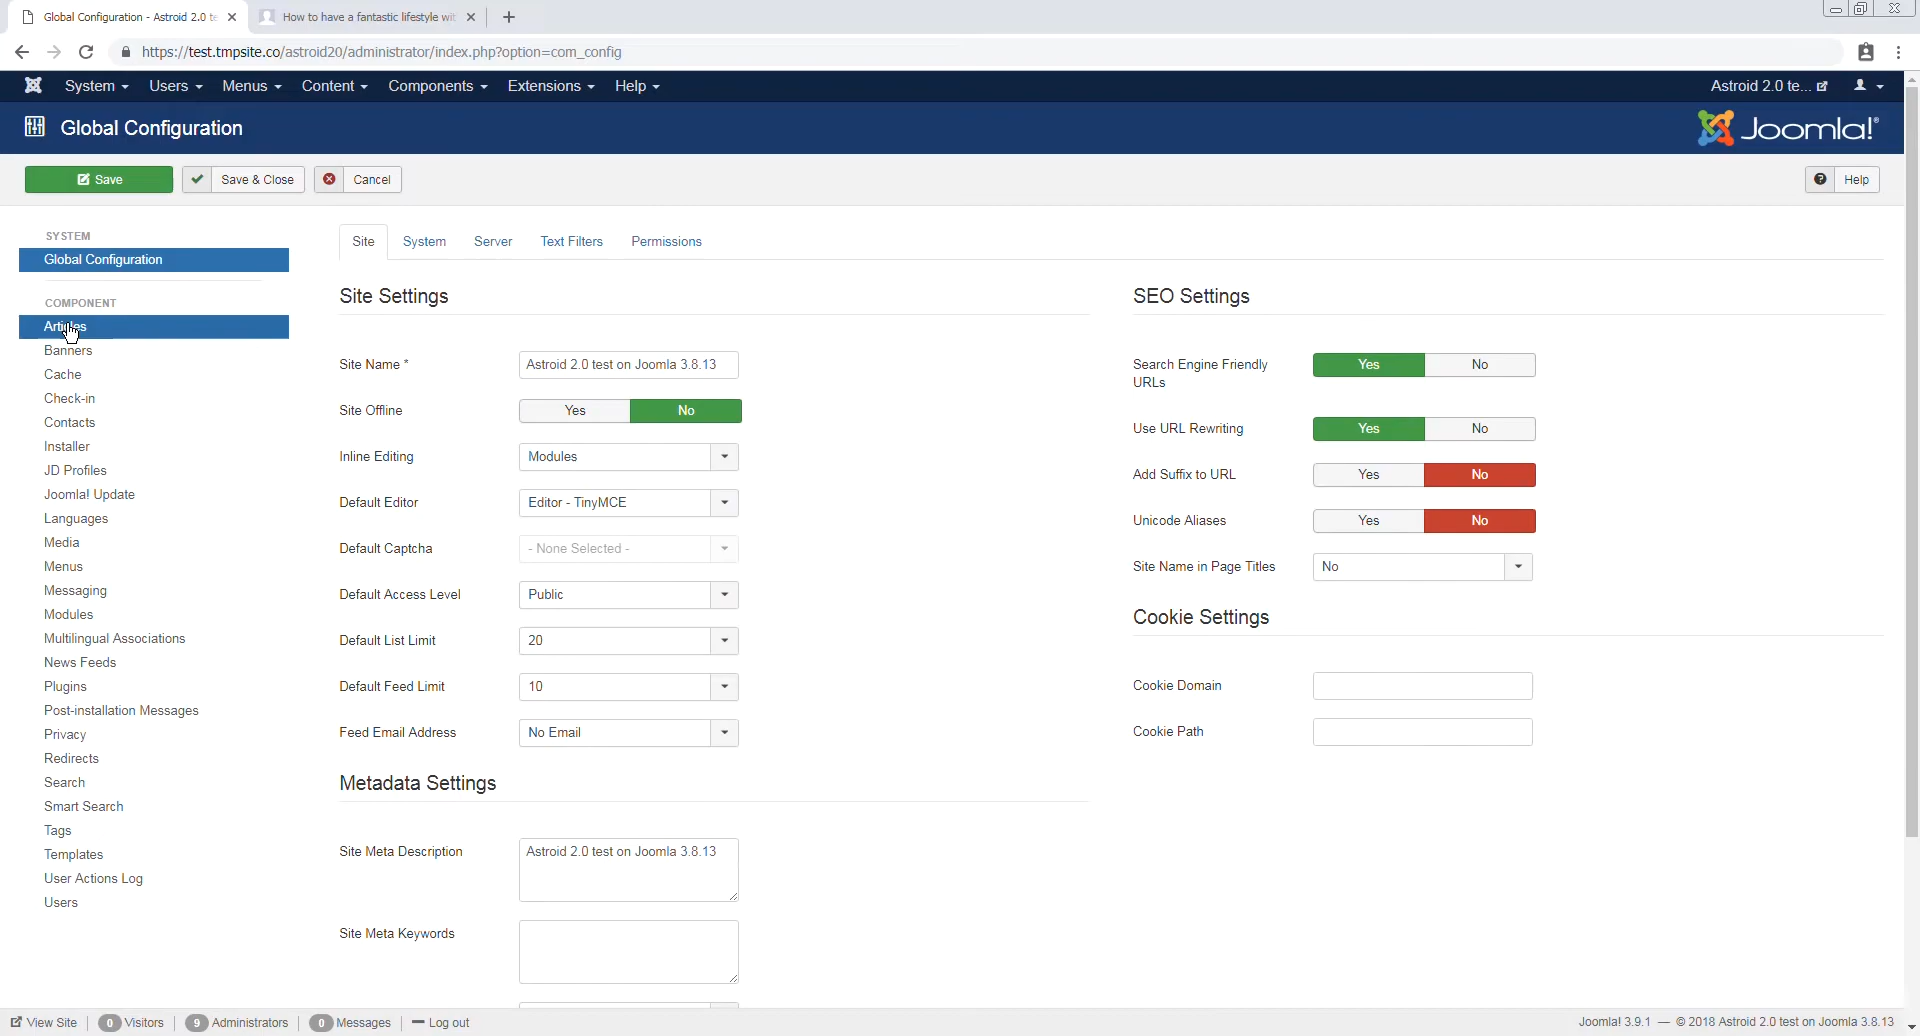 Global Configuration - Astroid 2.0 te
How to have a fantastic lifestyle wit
https://test.tmpsite.co/astroid20/administrator/index.php?option=com_config
System Users Menus Content Components Extensions Help
Astroid 2.0 te...
Global Configuration
Joomla!®
Save
Save & Close
Cancel
Help
SYSTEM
Global Configuration
COMPONENT
Articles
Banners
Cache
Check-in
Contacts
Installer
JD Profiles
Joomla! Update
Languages
Media
Menus
Messaging
Modules
Multilingual Associations
News Feeds
Plugins
Post-installation Messages
Privacy
Redirects
Search
Smart Search
Tags
Templates
User Actions Log
Users
Site System Server Text Filters Permissions
Site Settings
Site Name * Astroid 2.0 test on Joomla 3.8.13
Site Offline Yes No
Inline Editing Modules
Default Editor Editor - TinyMCE
Default Captcha - None Selected -
Default Access Level Public
Default List Limit 20
Default Feed Limit 10
Feed Email Address No Email
Metadata Settings
Site Meta Description Astroid 2.0 test on Joomla 3.8.13
Site Meta Keywords
SEO Settings
Search Engine Friendly
URLs
Yes No
Use URL Rewriting Yes No
Add Suffix to URL Yes No
Unicode Aliases Yes No
Site Name in Page Titles No
Cookie Settings
Cookie Domain
Cookie Path
View Site 0 Visitors 9 Administrators 0 Messages Log out
Joomla! 3.9.1 — © 2018 Astroid 2.0 test on Joomla 3.8.13